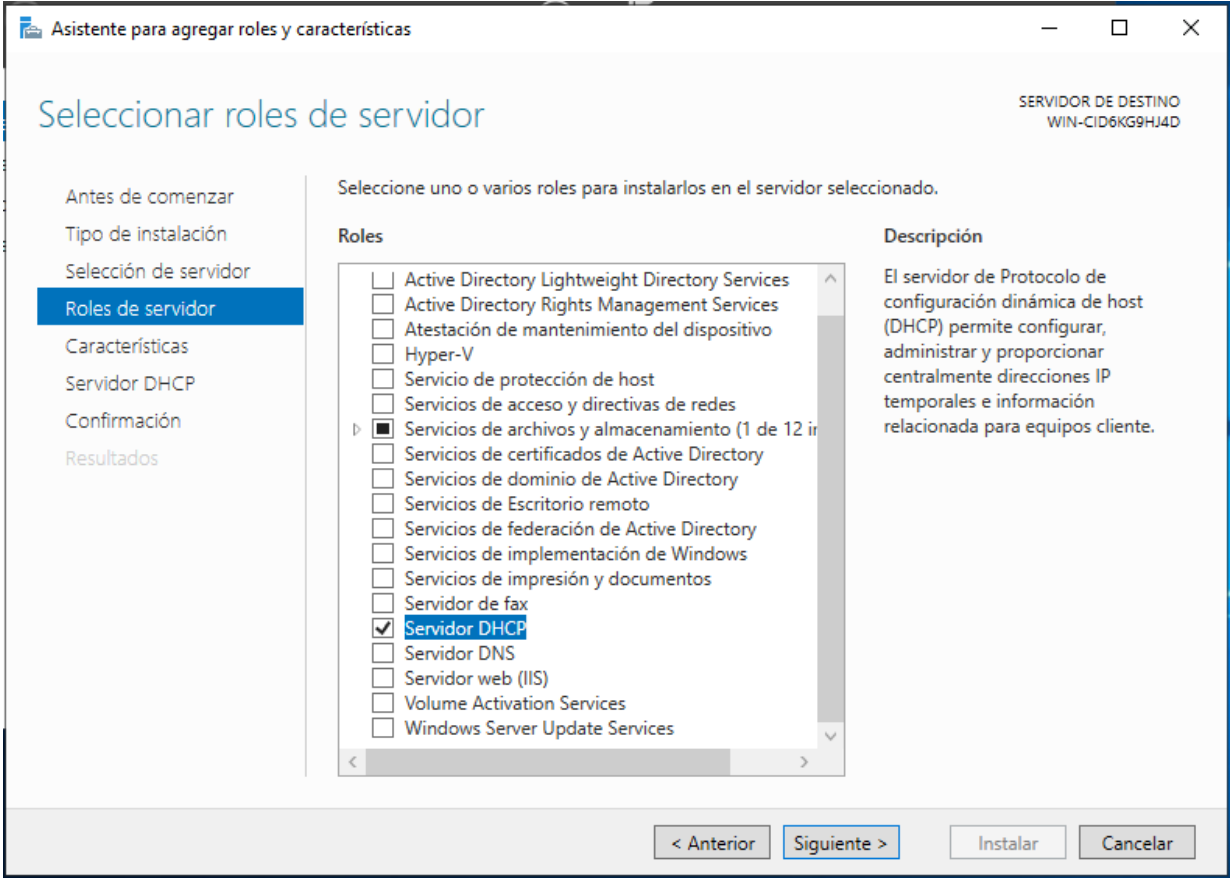 Asistente para agregar roles y características
Seleccionar roles de servidor
SERVIDOR DE DESTINO
WIN-CID6KG9HJ4D
Antes de comenzar
Tipo de instalación
Selección de servidor
Roles de servidor
Características
Servidor DHCP
Confirmación
Resultados
Seleccione uno o varios roles para instalarlos en el servidor seleccionado.
Roles
Active Directory Lightweight Directory Services
Active Directory Rights Management Services
Atestación de mantenimiento del dispositivo
Hyper-V
Servicio de protección de host
Servicios de acceso y directivas de redes
Servicios de archivos y almacenamiento (1 de 12 in
Servicios de certificados de Active Directory
Servicios de dominio de Active Directory
Servicios de Escritorio remoto
Servicios de federación de Active Directory
Servicios de implementación de Windows
Servicios de impresión y documentos
Servidor de fax
Servidor DHCP
Servidor DNS
Servidor web (IIS)
Volume Activation Services
Windows Server Update Services
Descripción
El servidor de Protocolo de
configuración dinámica de host
(DHCP) permite configurar,
administrar y proporcionar
centralmente direcciones IP
temporales e información
relacionada para equipos cliente.
< Anterior
Siguiente >
Instalar
Cancelar